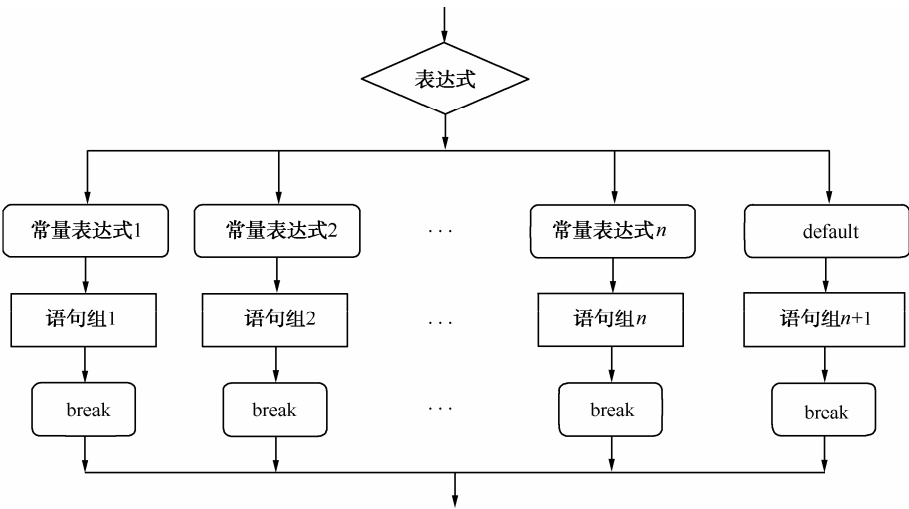 表达式
常量表达式1 常量表达式2 ··· 常量表达式n default
语句组1 语句组2 ··· 语句组n 语句组n+1
break break ··· break break